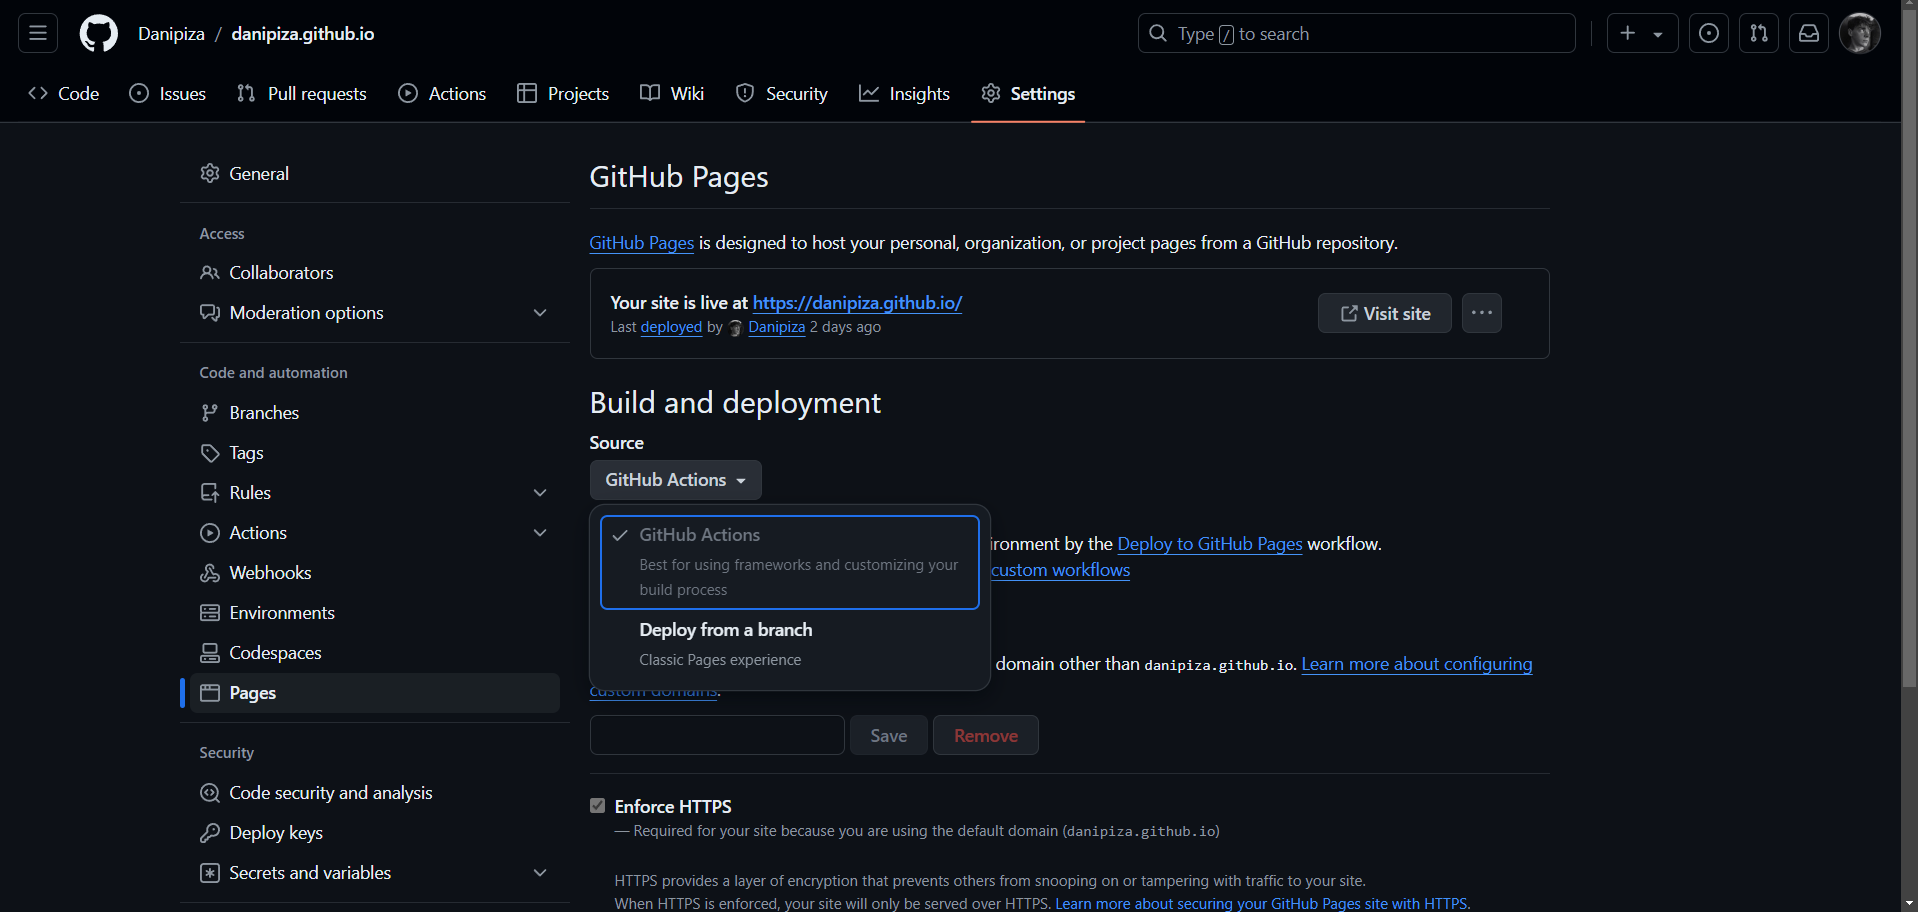 Danipiza / danipiza.github.io
Type / to search
Code
Issues
Pull requests
Actions
Projects
Wiki
Security
Insights
Settings
General
Access
Collaborators
Moderation options
Code and automation
Branches
Tags
Rules
Actions
Webhooks
Environments
Codespaces
Pages
Security
Code security and analysis
Deploy keys
Secrets and variables
GitHub Pages
GitHub Pages is designed to host your personal, organization, or project pages from a GitHub repository.
Your site is live at https://danipiza.github.io/
Last deployed by Danipiza 2 days ago
Visit site
Build and deployment
Source
GitHub Actions
GitHub Actions
Best for using frameworks and customizing your
build process
Deploy from a branch
Classic Pages experience
ironment by the Deploy to GitHub Pages workflow.
custom workflows
domain other than danipiza.github.io. Learn more about configuring
custom domains.
Save
Remove
Enforce HTTPS
— Required for your site because you are using the default domain (danipiza.github.io)
HTTPS provides a layer of encryption that prevents others from snooping on or tampering with traffic to your site.
When HTTPS is enforced, your site will only be served over HTTPS. Learn more about securing your GitHub Pages site with HTTPS.